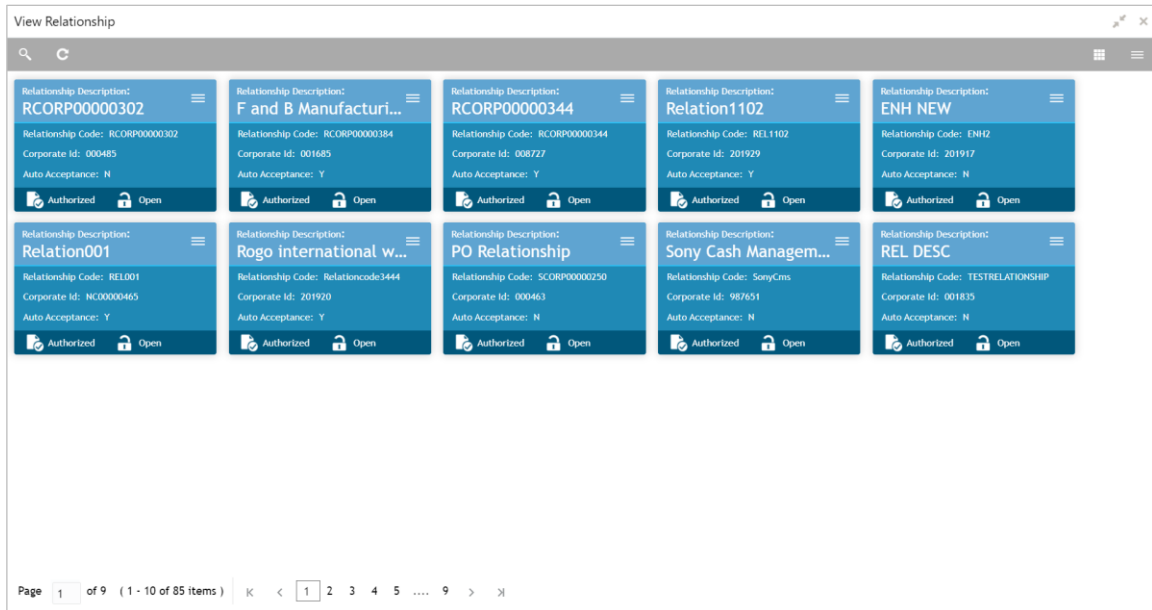 View Relationship
Relationship Description:
RCORP00000302
Relationship Code: RCORP00000302
Corporate Id: 000485
Auto Acceptance: N
Authorized Open
Relationship Description:
F and B Manufacturi...
Relationship Code: RCORP00000384
Corporate Id: 001685
Auto Acceptance: Y
Authorized Open
Relationship Description:
RCORP00000344
Relationship Code: RCORP00000344
Corporate Id: 008727
Auto Acceptance: Y
Authorized Open
Relationship Description:
Relation1102
Relationship Code: REL1102
Corporate Id: 201929
Auto Acceptance: Y
Authorized Open
Relationship Description:
ENH NEW
Relationship Code: ENH2
Corporate Id: 201917
Auto Acceptance: N
Authorized Open
Relationship Description:
Relation001
Relationship Code: REL001
Corporate Id: NC00000465
Auto Acceptance: Y
Authorized Open
Relationship Description:
Rogo international w...
Relationship Code: Relationcode3444
Corporate Id: 201920
Auto Acceptance: Y
Authorized Open
Relationship Description:
PO Relationship
Relationship Code: SCORP00000250
Corporate Id: 000463
Auto Acceptance: N
Authorized Open
Relationship Description:
Sony Cash Managem...
Relationship Code: SonyCms
Corporate Id: 987651
Auto Acceptance: N
Authorized Open
Relationship Description:
REL DESC
Relationship Code: TESTRELATIONSHIP
Corporate Id: 001835
Auto Acceptance: N
Authorized Open
Page 1 of 9 (1 - 10 of 85 items) 1 2 3 4 5 .... 9